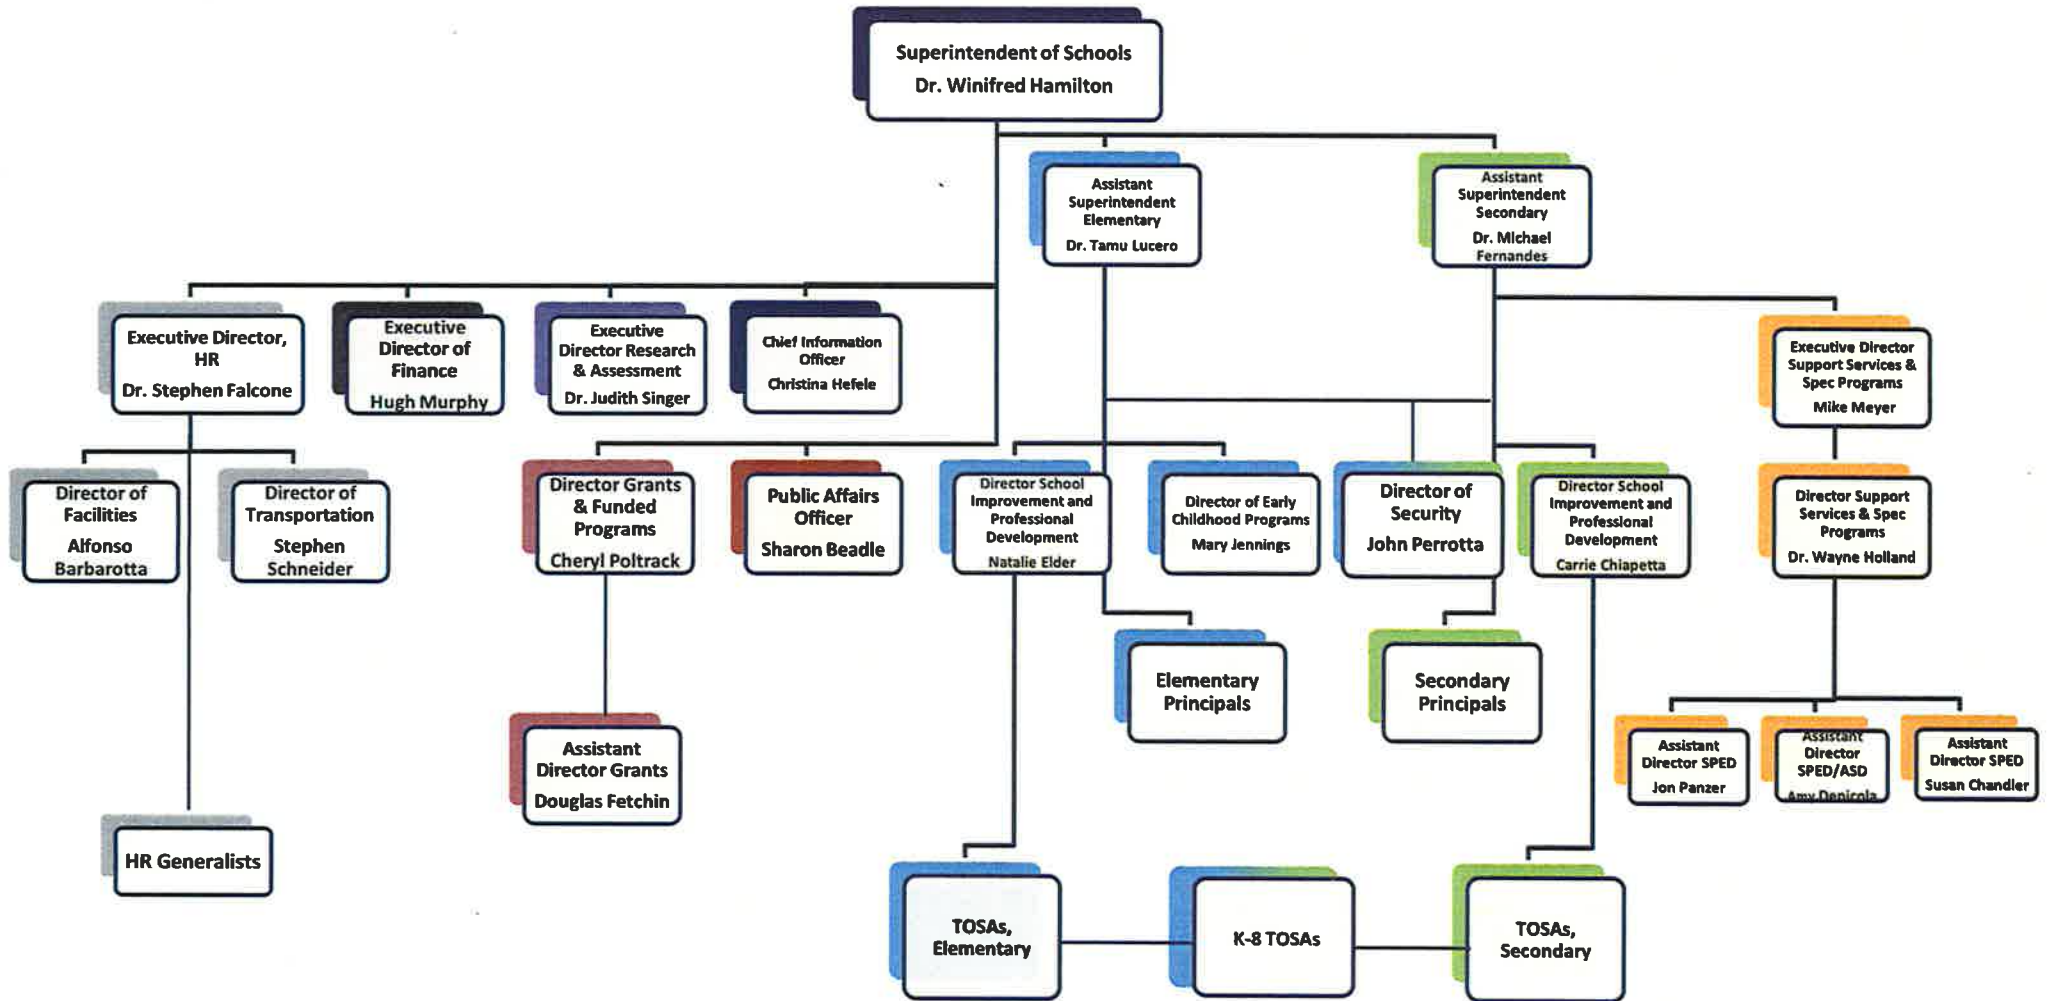 Superintendent of Schools
Dr. Winifred Hamilton
Assistant
Superintendent
Elementary
Dr. Tamu Lucero
Assistant
Superintendent
Secondary
Dr. Michael
Fernandes
Executive Director,
HR
Dr. Stephen Falcone
Executive
Director of
Finance
Hugh Murphy
Executive
Director Research
& Assessment
Dr. Judith Singer
Chief Information
Officer
Christina Hefele
Executive Director
Support Services &
Spec Programs
Mike Meyer
Director of
Facilities
Alfonso
Barbarotta
Director of
Transportation
Stephen
Schneider
Director Grants
& Funded
Programs
Cheryl Poltrack
Public Affairs
Officer
Sharon Beadle
Director School
Improvement and
Professional
Development
Natalie Elder
Director of Early
Childhood Programs
Mary Jennings
Director of
Security
John Perrotta
Director School
Improvement and
Professional
Development
Carrie Chiapetta
Director Support
Services & Spec
Programs
Dr. Wayne Holland
Elementary
Principals
Secondary
Principals
Assistant
Director Grants
Douglas Fetchin
Assistant
Director SPED
Jon Panzer
Assistant
Director
SPED/ASD
Amy Denicola
Assistant
Director SPED
Susan Chandler
HR Generalists
TOSAs,
Elementary
K-8 TOSAs
TOSAs,
Secondary